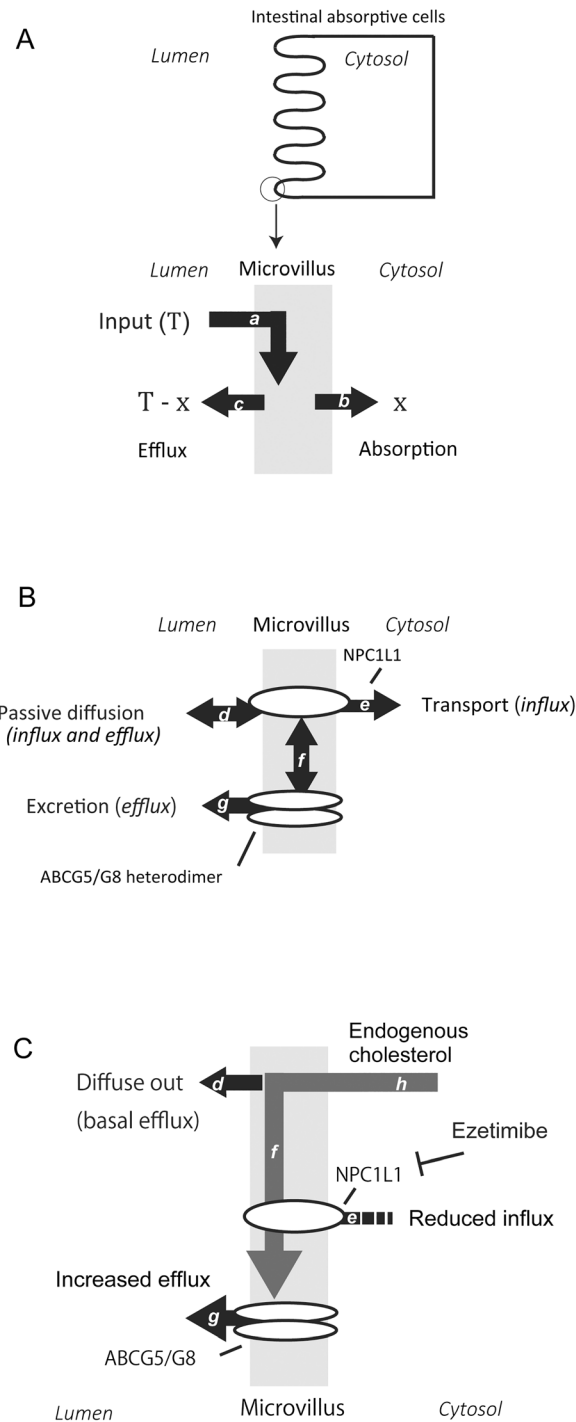 A
Intestinal absorptive cells
Lumen
Cytosol
Lumen
Microvillus
Cytosol
Input (T)
a
T - x
c
b
x
Efflux
Absorption
B
Lumen
Microvillus
Cytosol
NPC1L1
Passive diffusion
(influx and efflux)
d
e
Transport (influx)
f
Excretion (efflux)
g
ABCG5/G8 heterodimer
C
Endogenous
cholesterol
Diffuse out
(basal efflux)
d
h
f
Ezetimibe
NPC1L1
e
Reduced influx
Increased efflux
g
ABCG5/G8
Lumen
Microvillus
Cytosol